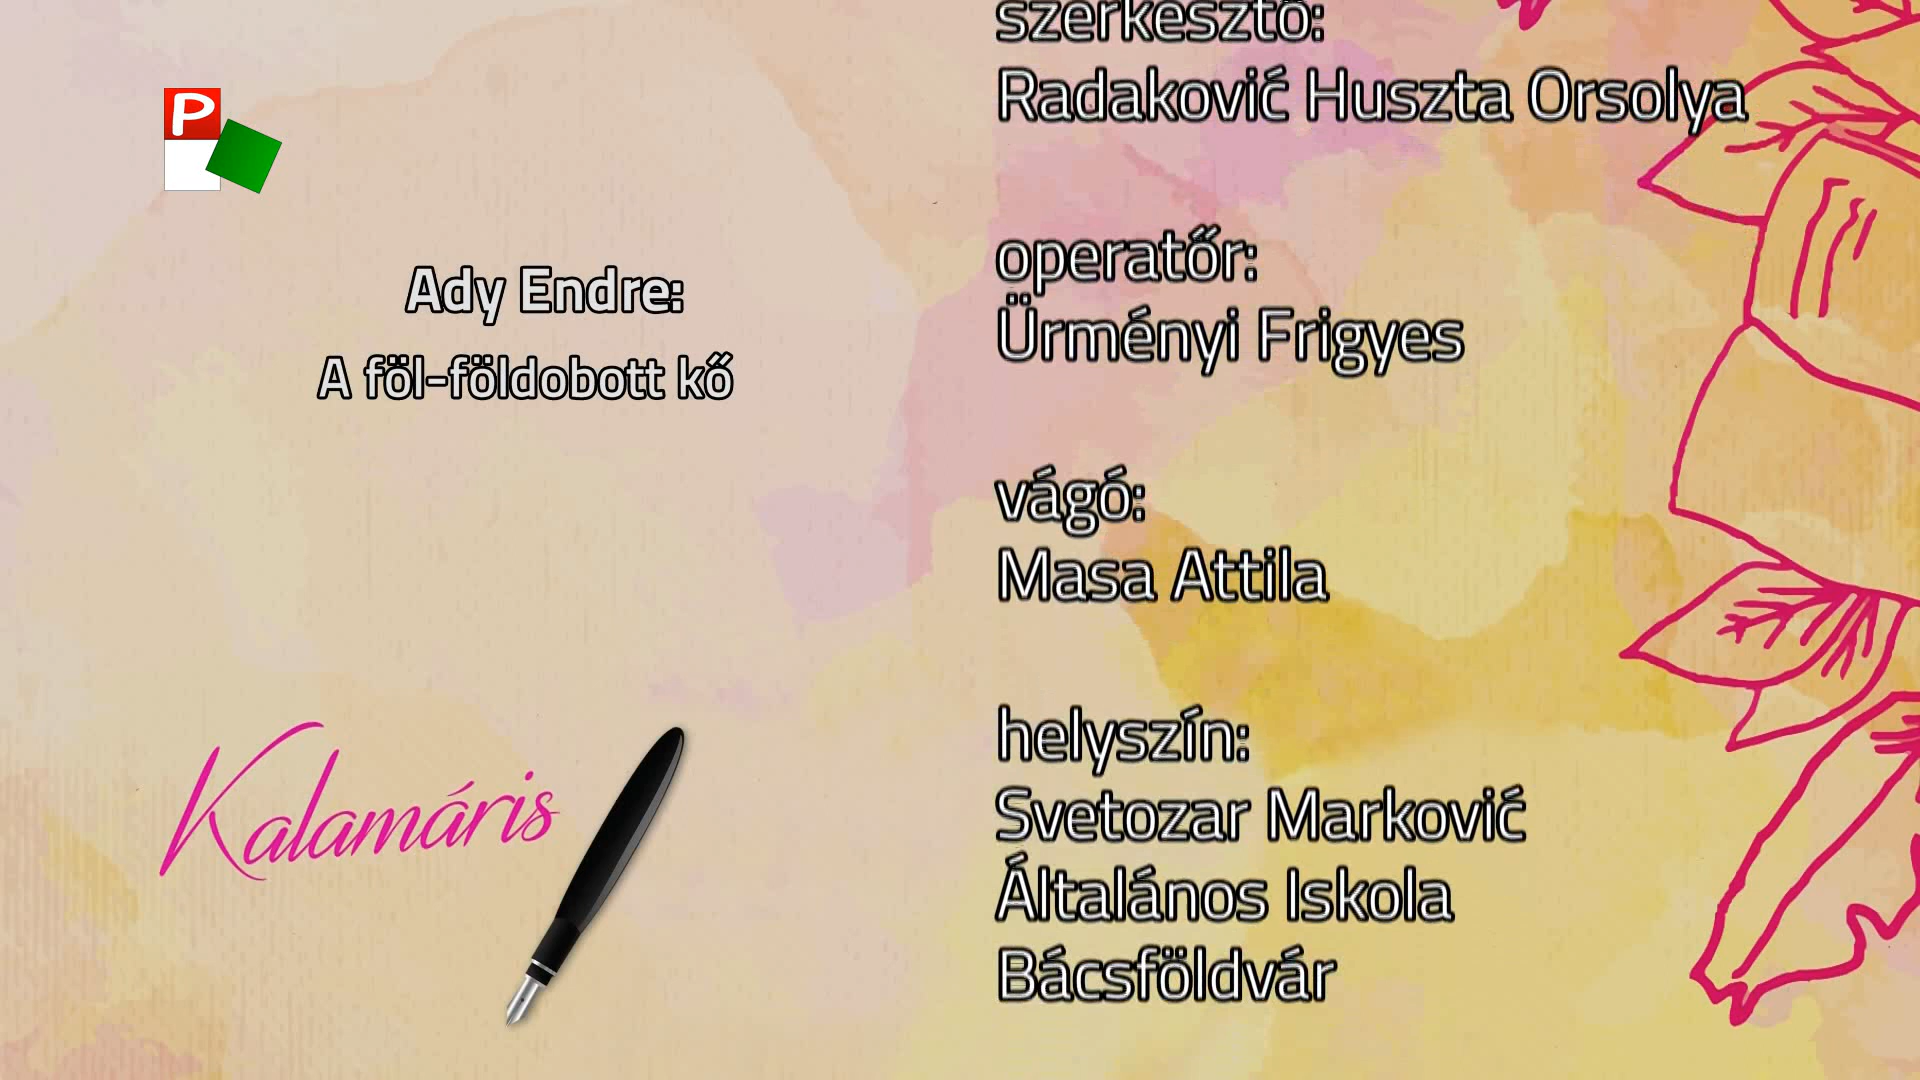 P
Ady Endre:
A föl-földobott kő
Kalamáris
szerkesztő:
Radaković Huszta Orsolya
operatőr:
Ürményi Frigyes
vágó:
Masa Attila
helyszín:
Svetozar Marković
Általános Iskola
Bácsföldvár